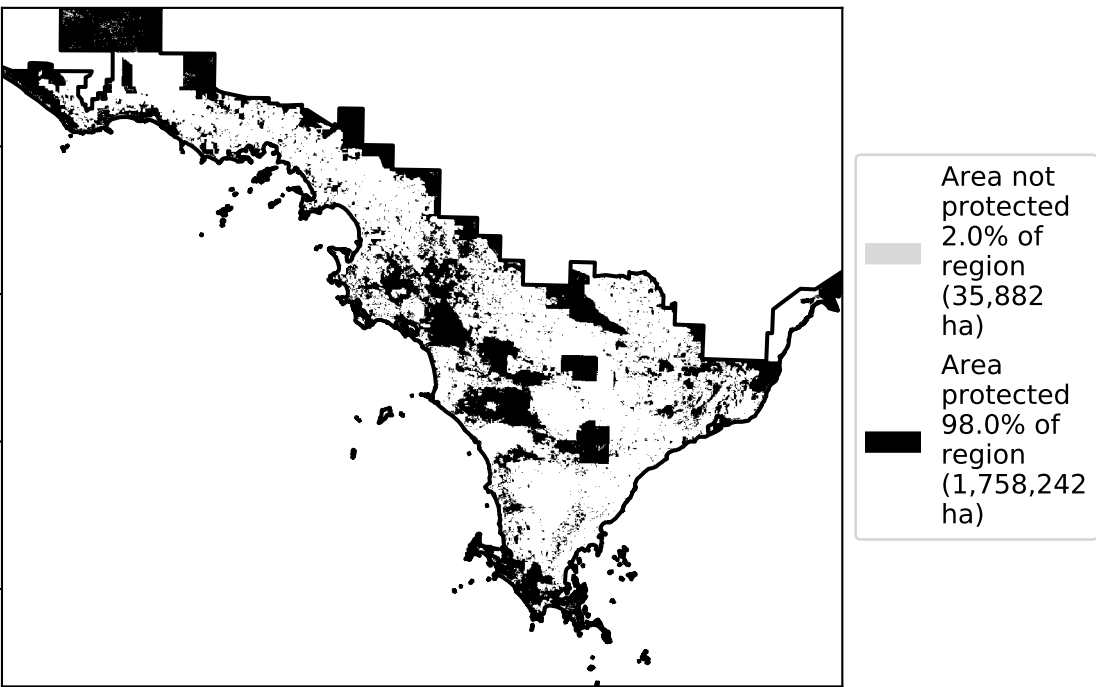 Area not
protected
2.0% of
region
(35,882
ha)
Area
protected
98.0% of
region
(1,758,242
ha)